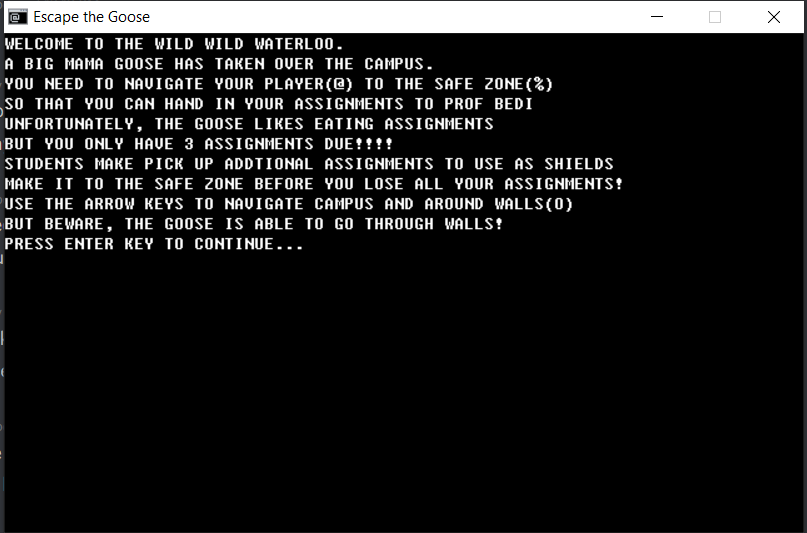 Escape the Goose
WELCOME TO THE WILD WILD WATERLOO.
A BIG MAMA GOOSE HAS TAKEN OVER THE CAMPUS.
YOU NEED TO NAVIGATE YOUR PLAYER(@) TO THE SAFE ZONE(%)
SO THAT YOU CAN HAND IN YOUR ASSIGNMENTS TO PROF BEDI
UNFORTUNATELY, THE GOOSE LIKES EATING ASSIGNMENTS
BUT YOU ONLY HAVE 3 ASSIGNMENTS DUE!!!!
STUDENTS MAKE PICK UP ADDTIONAL ASSIGNMENTS TO USE AS SHIELDS
MAKE IT TO THE SAFE ZONE BEFORE YOU LOSE ALL YOUR ASSIGNMENTS!
USE THE ARROW KEYS TO NAVIGATE CAMPUS AND AROUND WALLS(O)
BUT BEWARE, THE GOOSE IS ABLE TO GO THROUGH WALLS!
PRESS ENTER KEY TO CONTINUE...